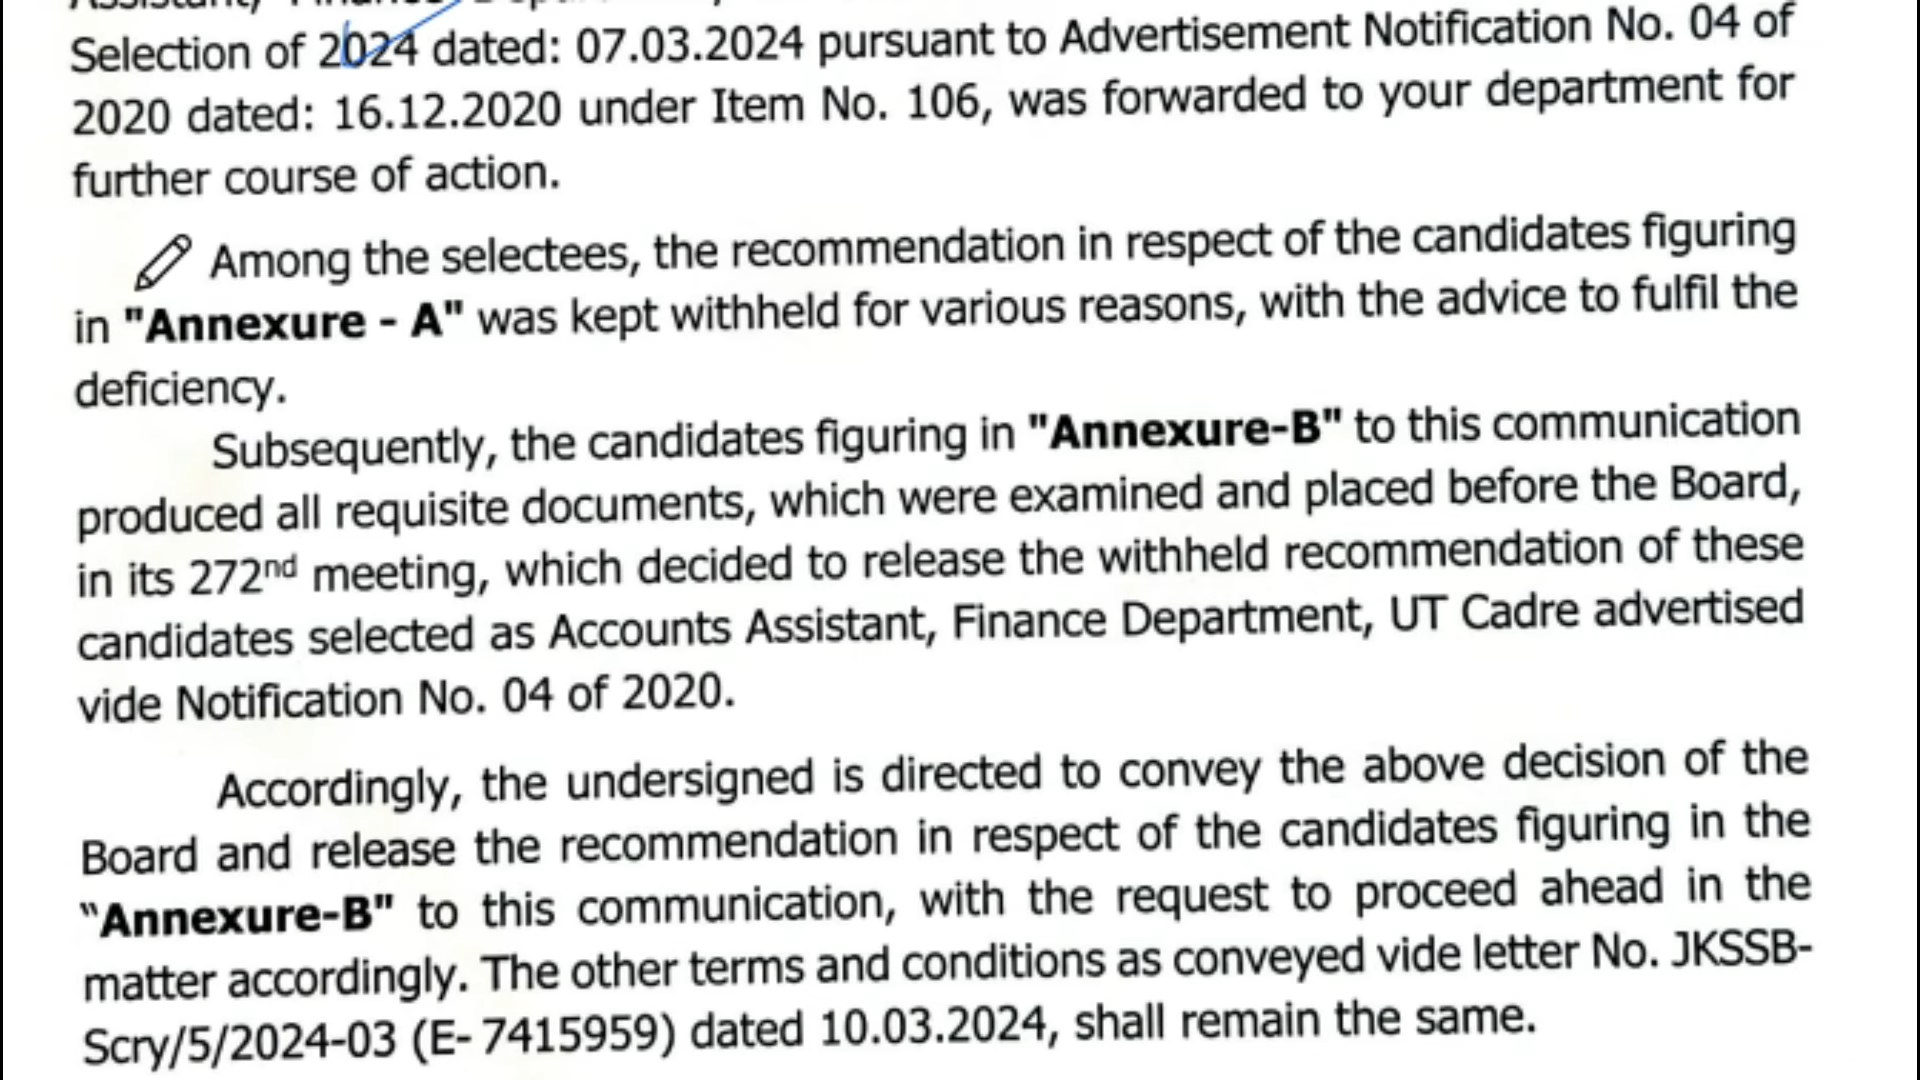 Assistant, Finance
Selection of 2024 dated: 07.03.2024 pursuant to Advertisement Notification No. 04 of
2020 dated: 16.12.2020 under Item No. 106, was forwarded to your department for
further course of action.
Among the selectees, the recommendation in respect of the candidates figuring
in "Annexure - A" was kept withheld for various reasons, with the advice to fulfil the
deficiency.
Subsequently, the candidates figuring in "Annexure-B" to this communication
produced all requisite documents, which were examined and placed before the Board,
in its 272nd meeting, which decided to release the withheld recommendation of these
candidates selected as Accounts Assistant, Finance Department, UT Cadre advertised
vide Notification No. 04 of 2020.
Accordingly, the undersigned is directed to convey the above decision of the
Board and release the recommendation in respect of the candidates figuring in the
“Annexure-B" to this communication, with the request to proceed ahead in the
matter accordingly. The other terms and conditions as conveyed vide letter No. JKSSB-
Scry/5/2024-03 (E- 7415959) dated 10.03.2024, shall remain the same.